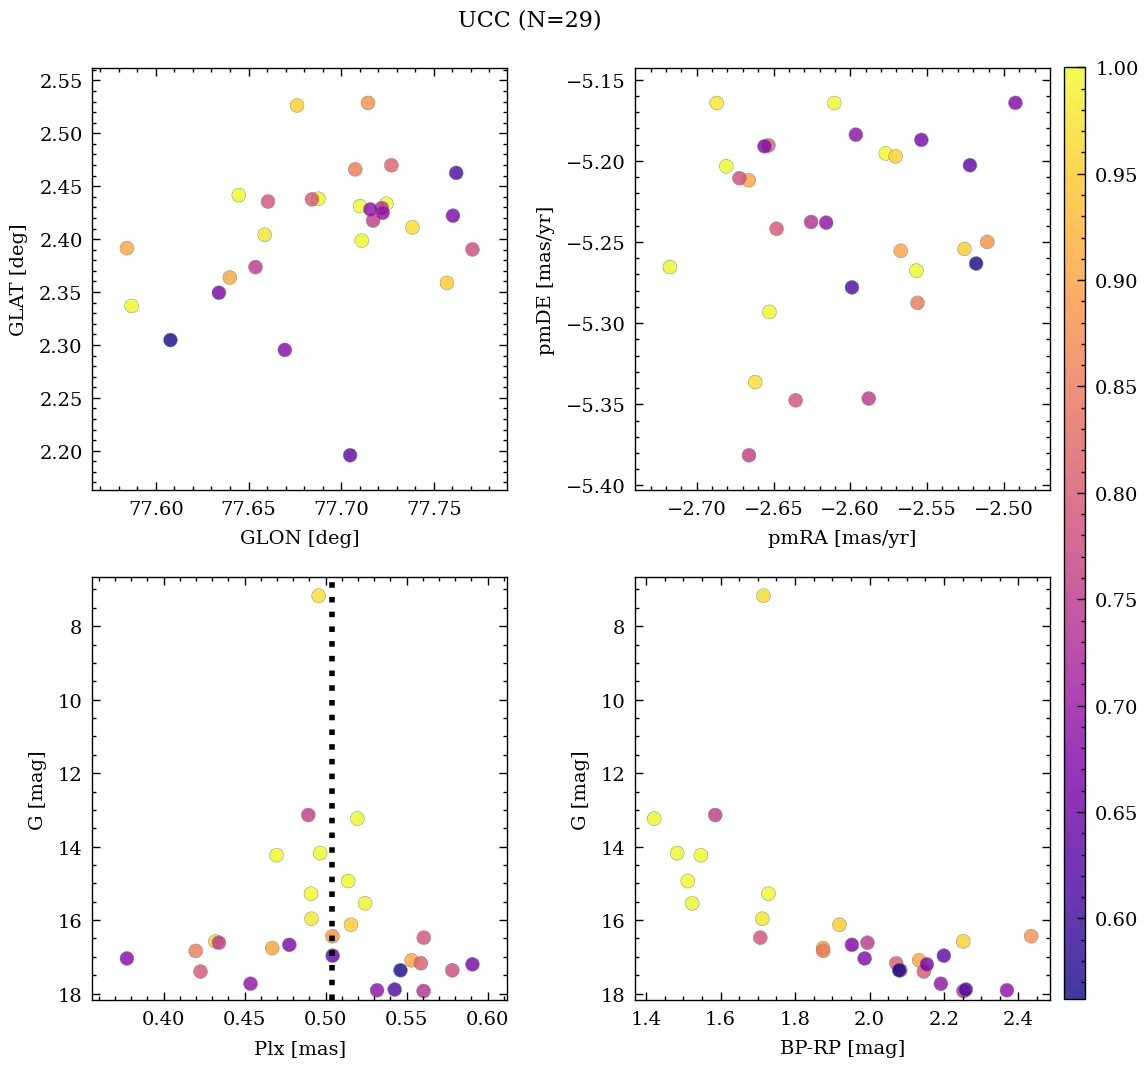 UCC (N=29)
2.55
2.50
2.45
2.40
2.35
2.30
2.25
2.20
GLAT [deg]
77.60 77.65 77.70 77.75
GLON [deg]
−5.15
−5.20
−5.25
−5.30
−5.35
−5.40
pmDE [mas/yr]
−2.70 −2.65 −2.60 −2.55 −2.50
pmRA [mas/yr]
8
10
12
14
16
18
G [mag]
0.40 0.45 0.50 0.55 0.60
Plx [mas]
8
10
12
14
16
18
G [mag]
1.4 1.6 1.8 2.0 2.2 2.4
BP-RP [mag]
1.00
0.95
0.90
0.85
0.80
0.75
0.70
0.65
0.60